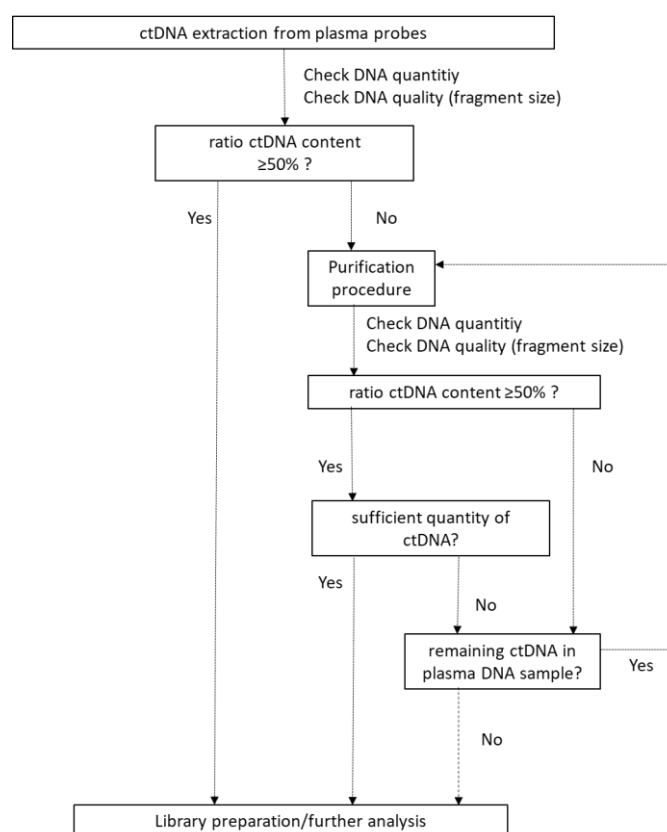 ctDNA extraction from plasma probes
Check DNA quantitiy
Check DNA quality (fragment size)
ratio ctDNA content
≥50% ?
Yes
No
Purification
procedure
Check DNA quantitiy
Check DNA quality (fragment size)
ratio ctDNA content ≥50% ?
Yes
No
sufficient quantity of
ctDNA?
Yes
No
remaining ctDNA in
plasma DNA sample?
Yes
No
Library preparation/further analysis